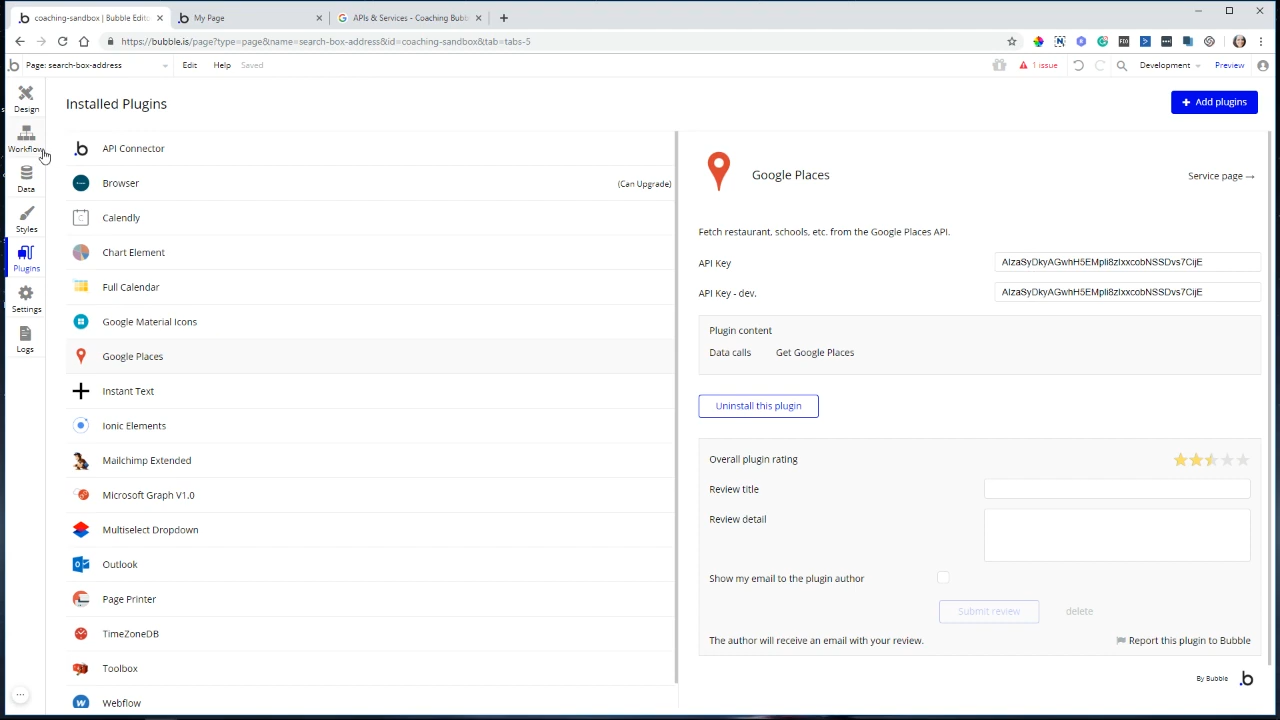 coaching-sandbox | Bubble Edito
My Page
APIs & Services - Coaching Bubb
https://bubble.is/page?type=page&name=search-box-address&id=coaching-sandbox&tab=tabs-5
Page: search-box-address
Edit
Help
Saved
1 issue
Development
Preview
Design
Workflow
Data
Styles
Plugins
Settings
Logs
Installed Plugins
+ Add plugins
API Connector
Browser
(Can Upgrade)
Calendly
Chart Element
Full Calendar
Google Material Icons
Google Places
Instant Text
Ionic Elements
Mailchimp Extended
Microsoft Graph V1.0
Multiselect Dropdown
Outlook
Page Printer
TimeZoneDB
Toolbox
Webflow
Google Places
Service page →
Fetch restaurant, schools, etc. from the Google Places API.
API Key
AIzaSyDkyAGwhH5EMpli8zIxxcobNSSDvs7CijE
API Key - dev.
AIzaSyDkyAGwhH5EMpli8zIxxcobNSSDvs7CijE
Plugin content
Data calls
Get Google Places
Uninstall this plugin
Overall plugin rating
Review title
Review detail
Show my email to the plugin author
Submit review
delete
The author will receive an email with your review.
Report this plugin to Bubble
By Bubble